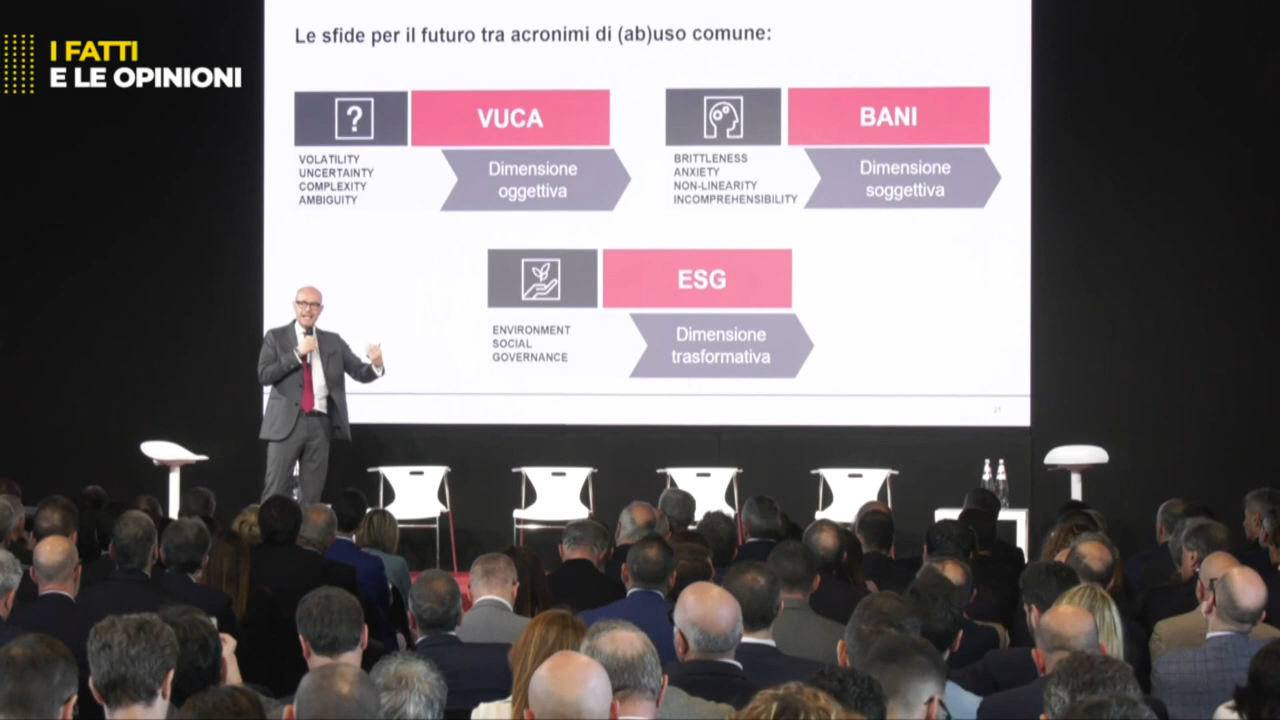 I FATTI
E LE OPINIONI
Le sfide per il futuro tra acronimi di (ab)uso comune:
?
VUCA
VOLATILITY
UNCERTAINTY
COMPLEXITY
AMBIGUITY
Dimensione
oggettiva
BANI
BRITTLENESS
ANXIETY
NON-LINEARITY
INCOMPREHENSIBILITY
Dimensione
soggettiva
ESG
ENVIRONMENT
SOCIAL
GOVERNANCE
Dimensione
trasformativa
21